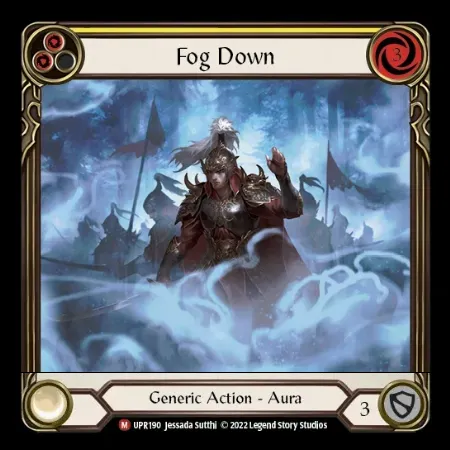 Fog Down
3
Generic Action - Aura
3
M UPR190 Jessada Sutthi © 2022 Legend Story Studios